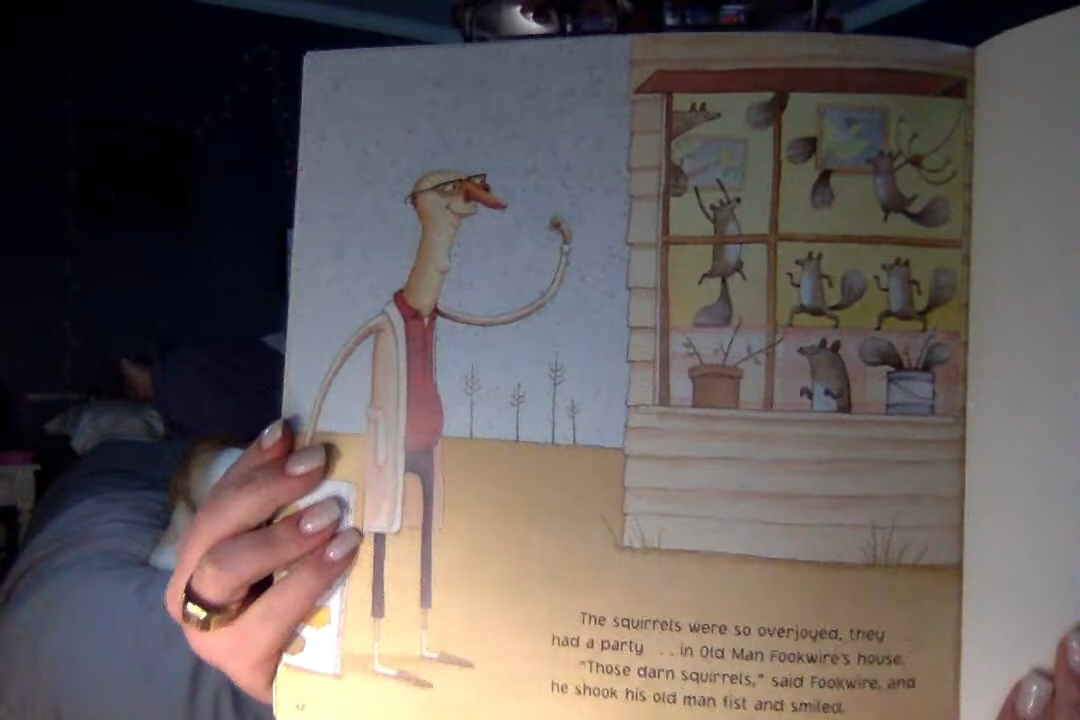 The squirrels were so overjoyed, they
had a party . . . in Old Man Fookwire's house.
"Those darn squirrels," said Fookwire, and
he shook his old man fist and smiled.